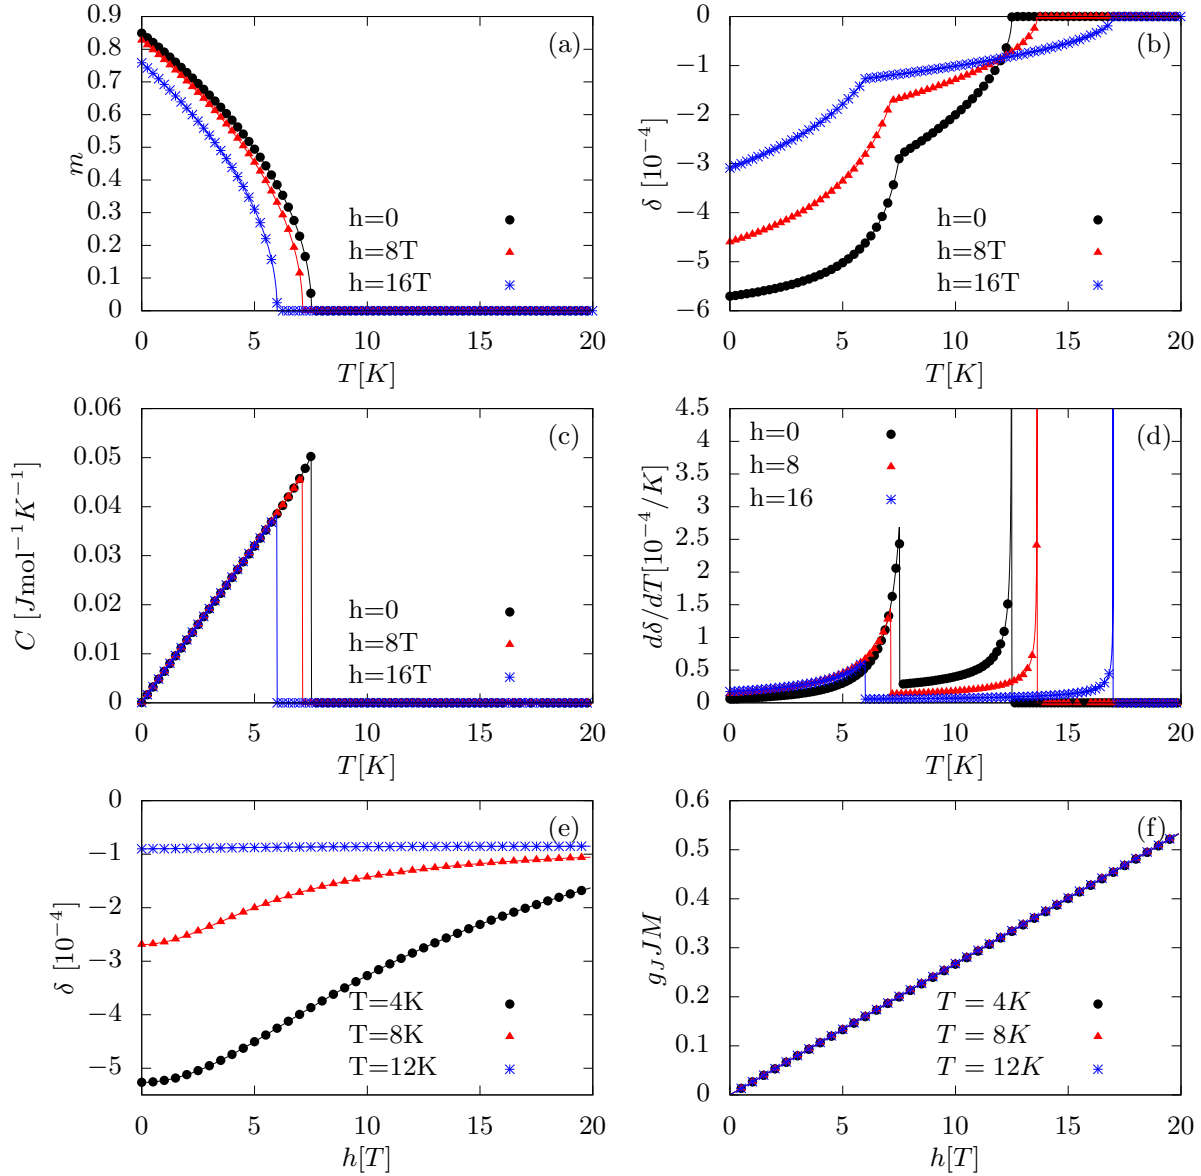 (a)
m
0.9
0.8
0.7
0.6
0.5
0.4
0.3
0.2
0.1
0
h=0
h=8T
h=16T
0 5 10 15 20
T[K]
(b)
δ [10⁻⁴]
0
−1
−2
−3
−4
−5
−6
h=0
h=8T
h=16T
0 5 10 15 20
T[K]
(c)
C [Jmol⁻¹K⁻¹]
0.06
0.05
0.04
0.03
0.02
0.01
0
h=0
h=8T
h=16T
0 5 10 15 20
T[K]
(d)
dδ/dT[10⁻⁴/K]
4.5
4
3.5
3
2.5
2
1.5
1
0.5
0
h=0
h=8
h=16
0 5 10 15 20
T[K]
(e)
δ [10⁻⁴]
0
−1
−2
−3
−4
−5
T=4K
T=8K
T=12K
0 5 10 15 20
h[T]
(f)
g_J JM
0.6
0.5
0.4
0.3
0.2
0.1
0
T = 4K
T = 8K
T = 12K
0 5 10 15 20
h[T]